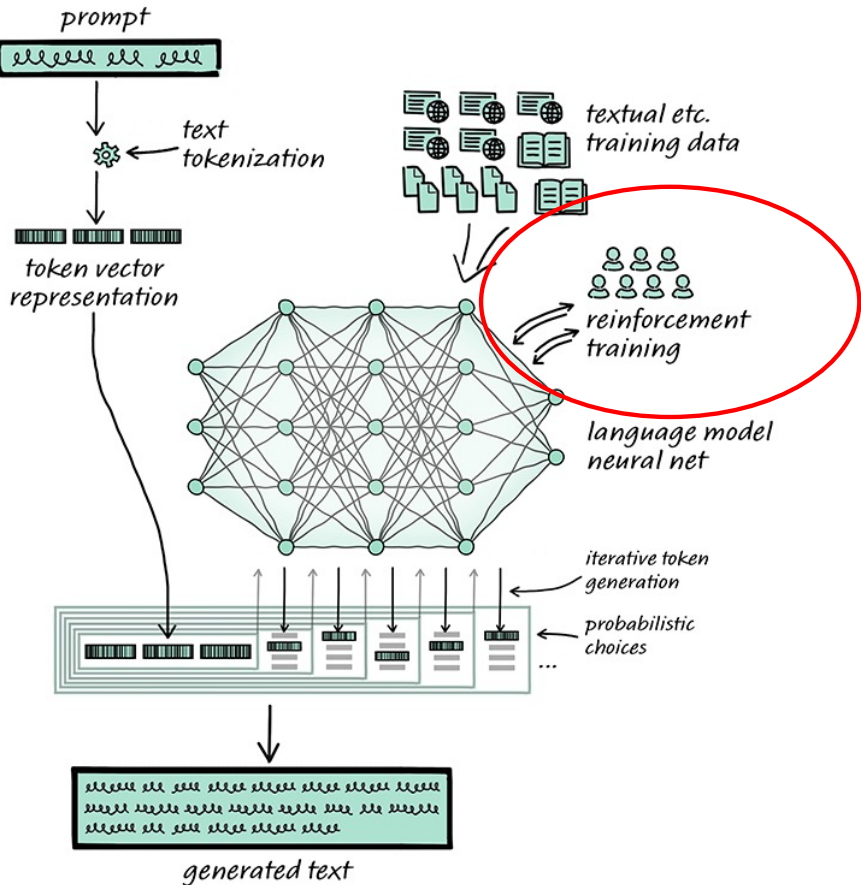 prompt
text
tokenization
token vector
representation
textual etc.
training data
reinforcement
training
language model
neural net
iterative token
generation
probabilistic
choices
...
generated text